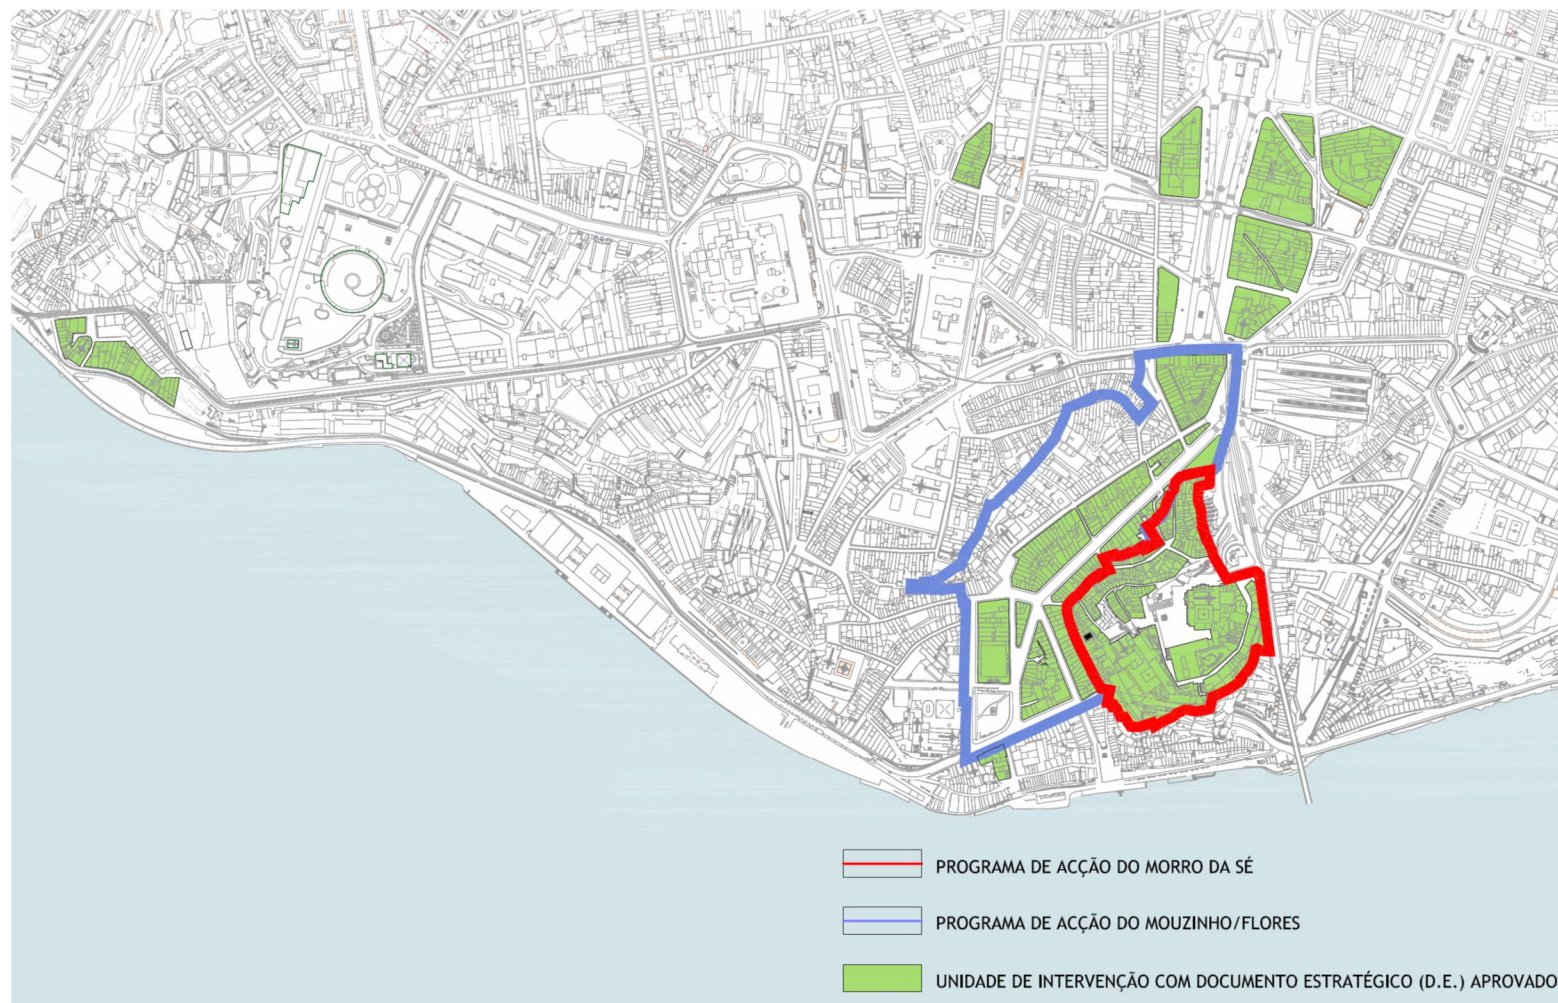 PROGRAMA DE ACÇÃO DO MORRO DA SÉ
PROGRAMA DE ACÇÃO DO MOUZINHO/FLORES
UNIDADE DE INTERVENÇÃO COM DOCUMENTO ESTRATÉGICO (D.E.) APROVADO